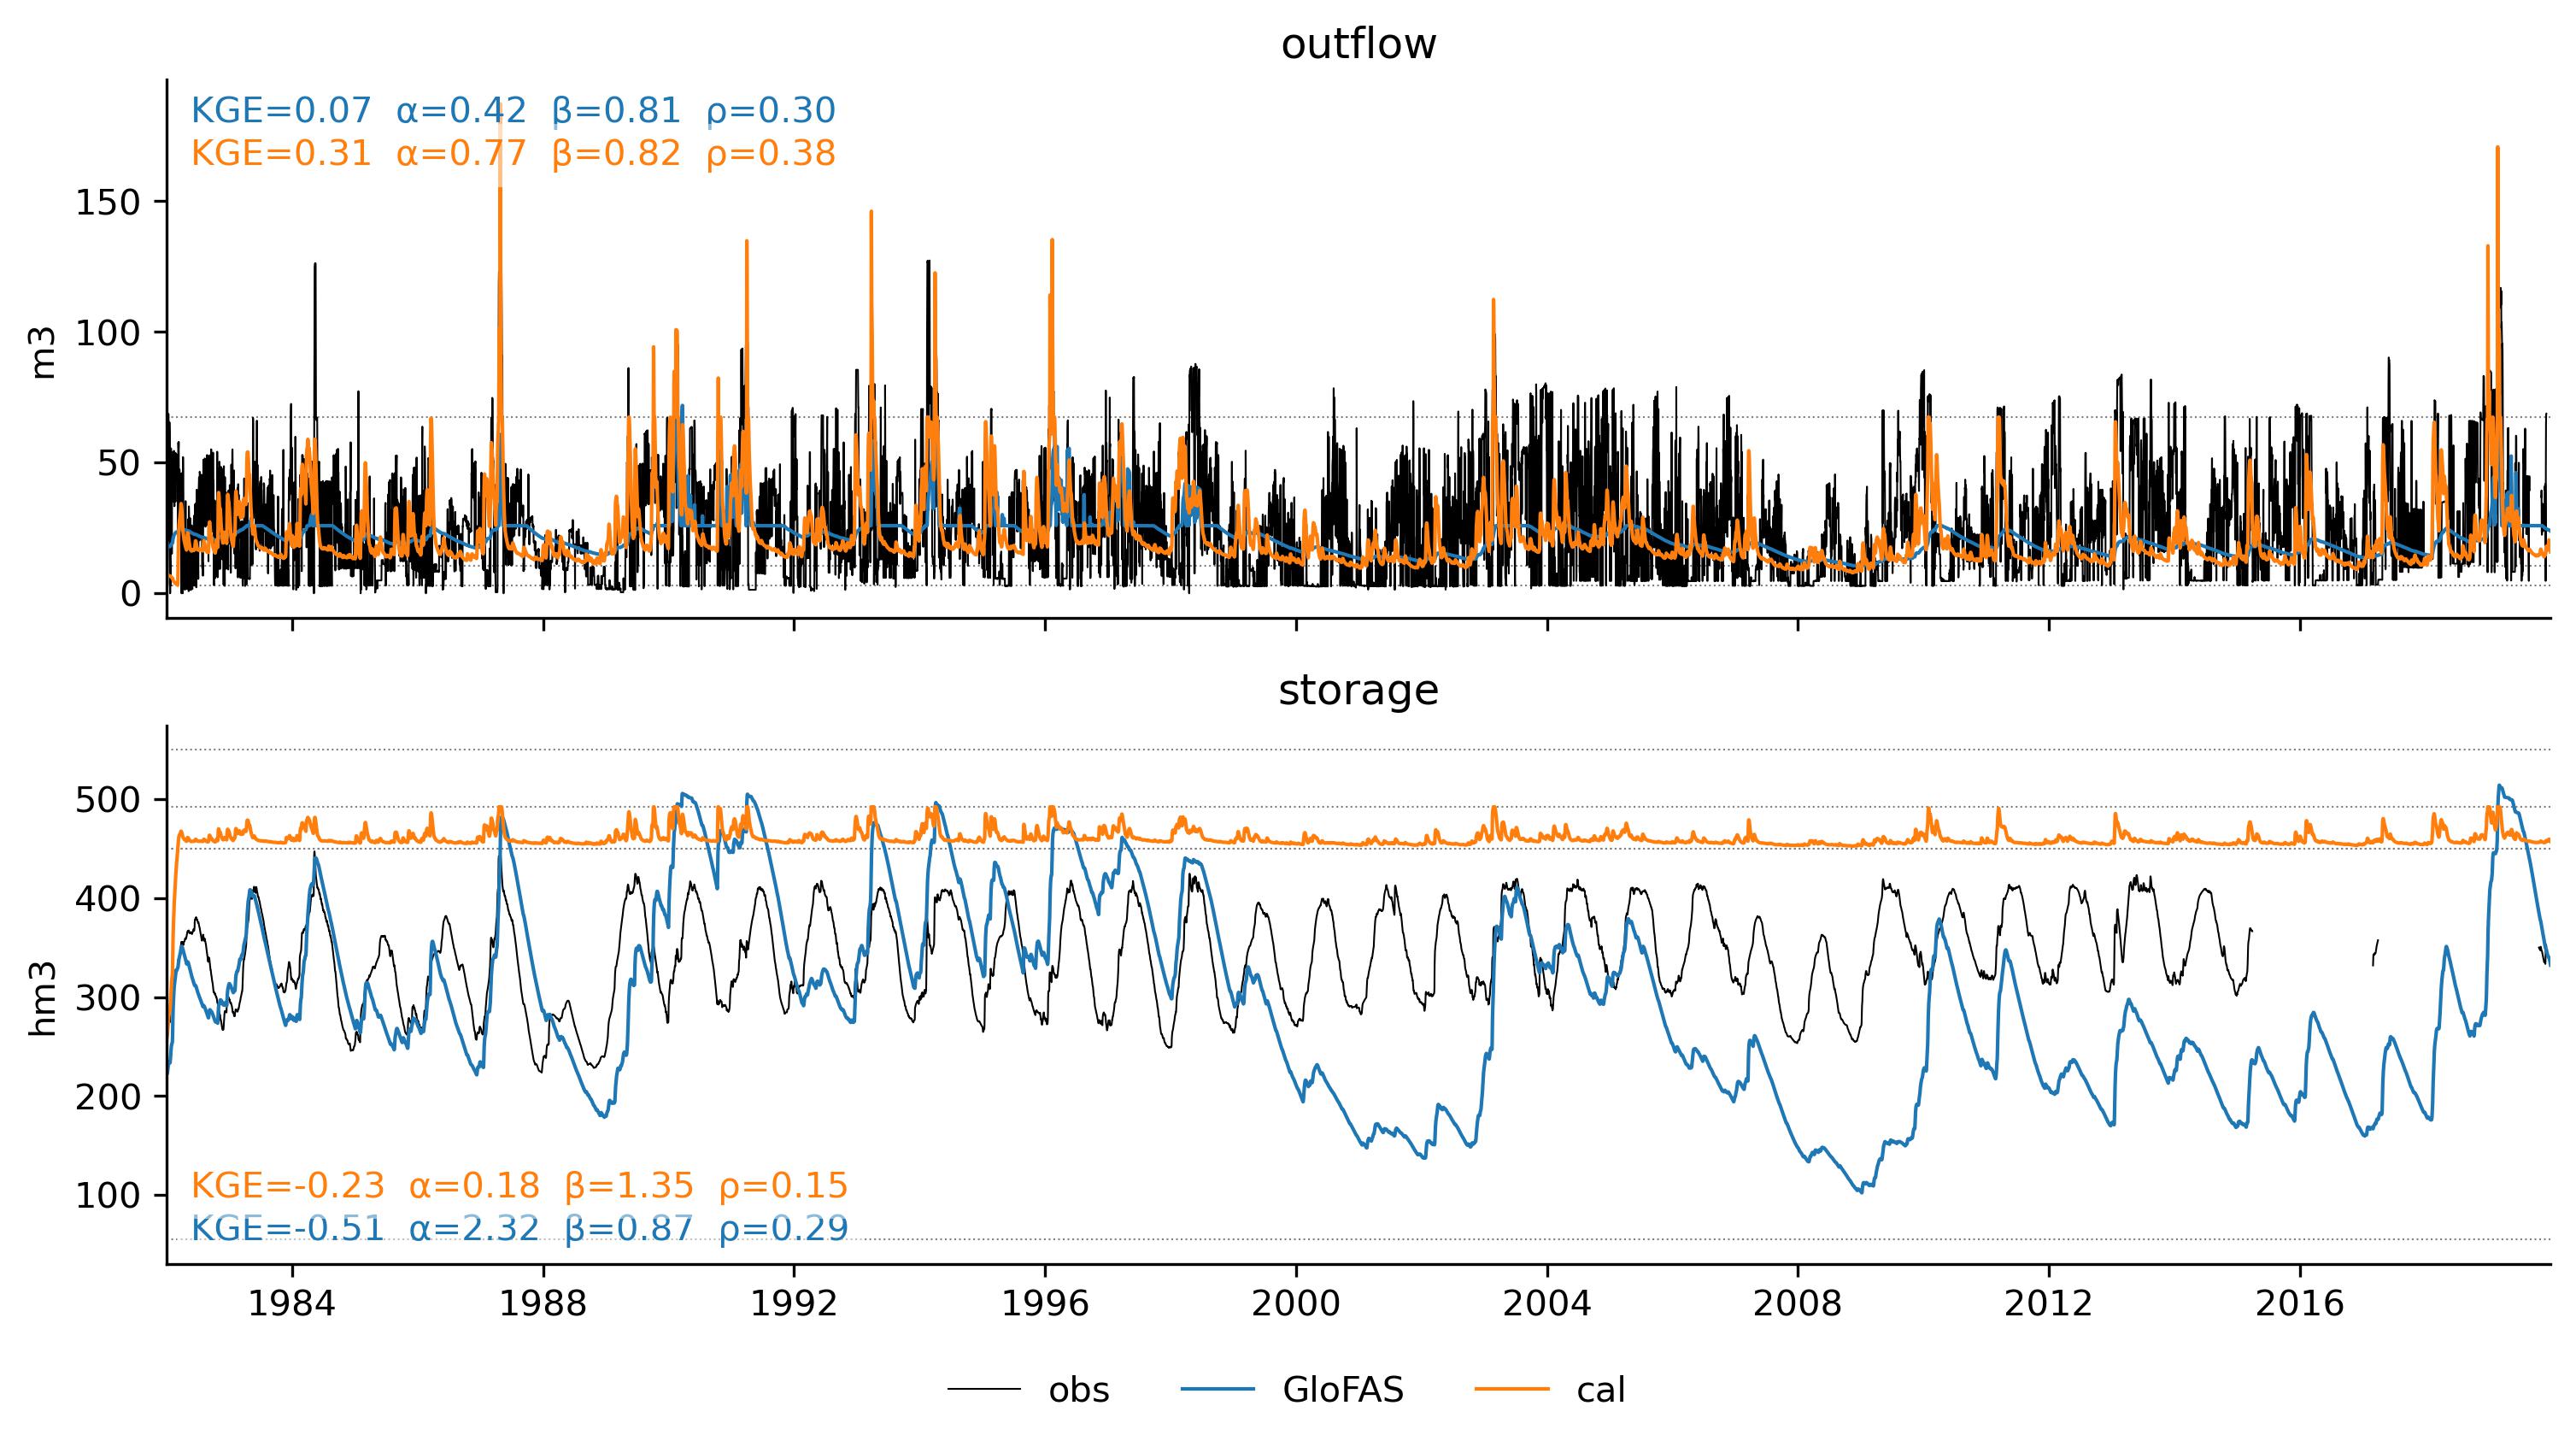 outflow
KGE=0.07 α=0.42 β=0.81 ρ=0.30
KGE=0.31 α=0.77 β=0.82 ρ=0.38
150
100
50
0
m3
storage
500
400
300
200
100
hm3
KGE=-0.23 α=0.18 β=1.35 ρ=0.15
KGE=-0.51 α=2.32 β=0.87 ρ=0.29
1984 1988 1992 1996 2000 2004 2008 2012 2016
obs GloFAS cal